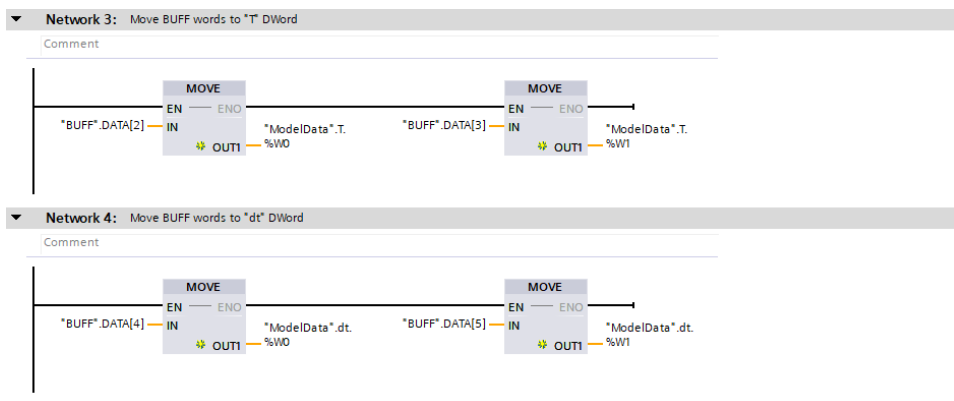 Network 3: Move BUFF words to "T" DWord
Comment
MOVE MOVE
EN ENO EN ENO
"BUFF".DATA[2] IN "BUFF".DATA[3] IN
"ModelData".T. "ModelData".T.
OUT1 %W0 OUT1 %W1
Network 4: Move BUFF words to "dt" DWord
Comment
MOVE MOVE
EN ENO EN ENO
"BUFF".DATA[4] IN "BUFF".DATA[5] IN
"ModelData".dt. "ModelData".dt.
OUT1 %W0 OUT1 %W1